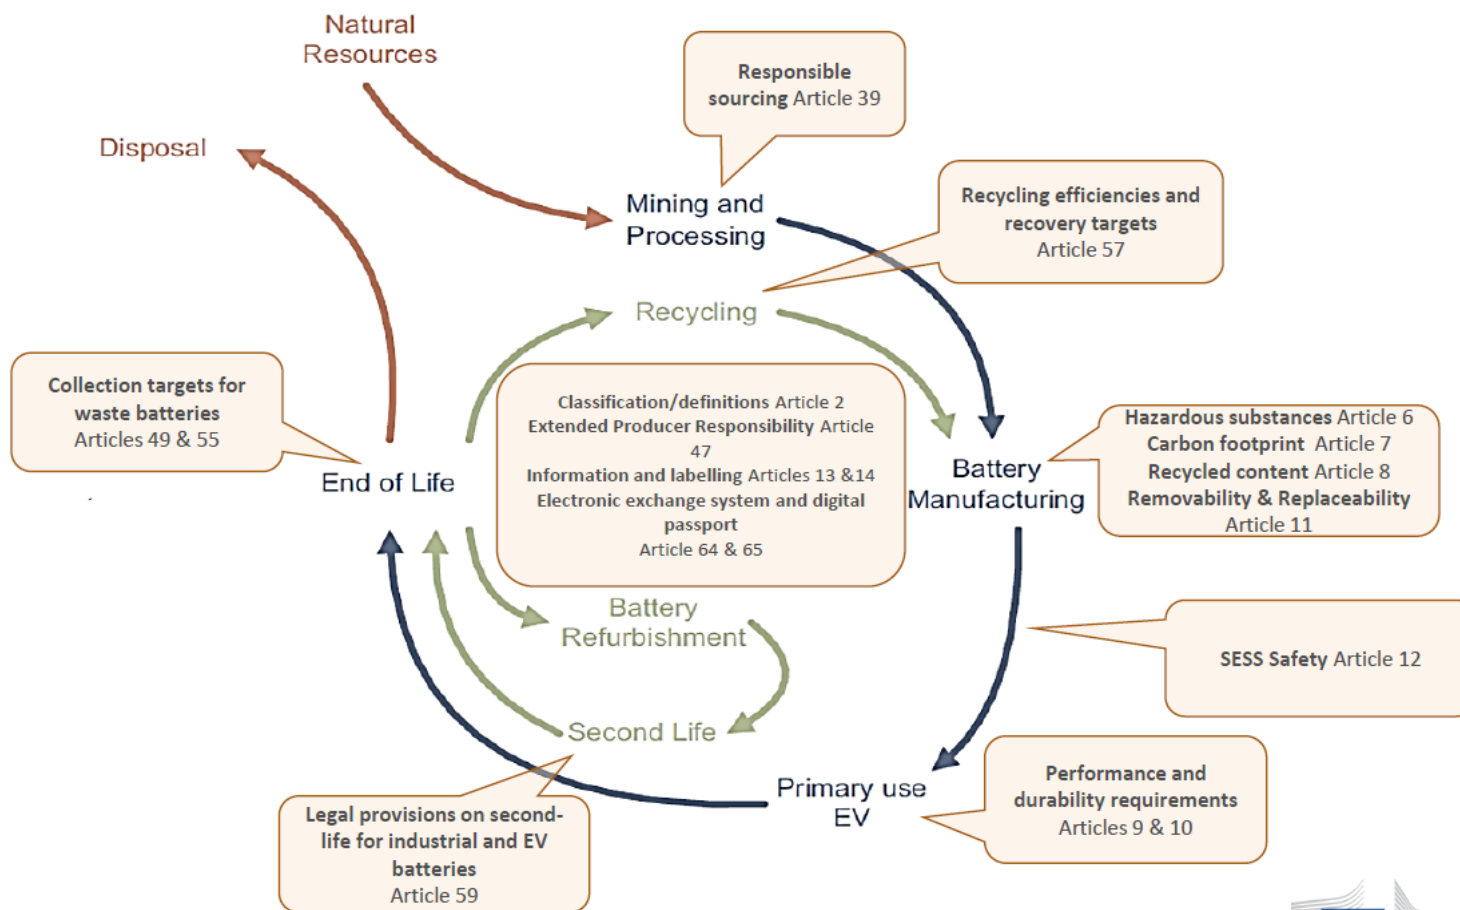 Natural
Resources
Responsible
sourcing Article 39
Disposal
Mining and
Processing
Recycling efficiencies and
recovery targets
Article 57
Recycling
Collection targets for
waste batteries
Articles 49 & 55
Classification/definitions Article 2
Extended Producer Responsibility Article
47
Information and labelling Articles 13 &14
Electronic exchange system and digital
passport
Article 64 & 65
Hazardous substances Article 6
Carbon footprint Article 7
Recycled content Article 8
Removability & Replaceability
Article 11
End of Life
Battery
Manufacturing
Battery
Refurbishment
SESS Safety Article 12
Second Life
Primary use
EV
Performance and
durability requirements
Articles 9 & 10
Legal provisions on second-
life for industrial and EV
batteries
Article 59